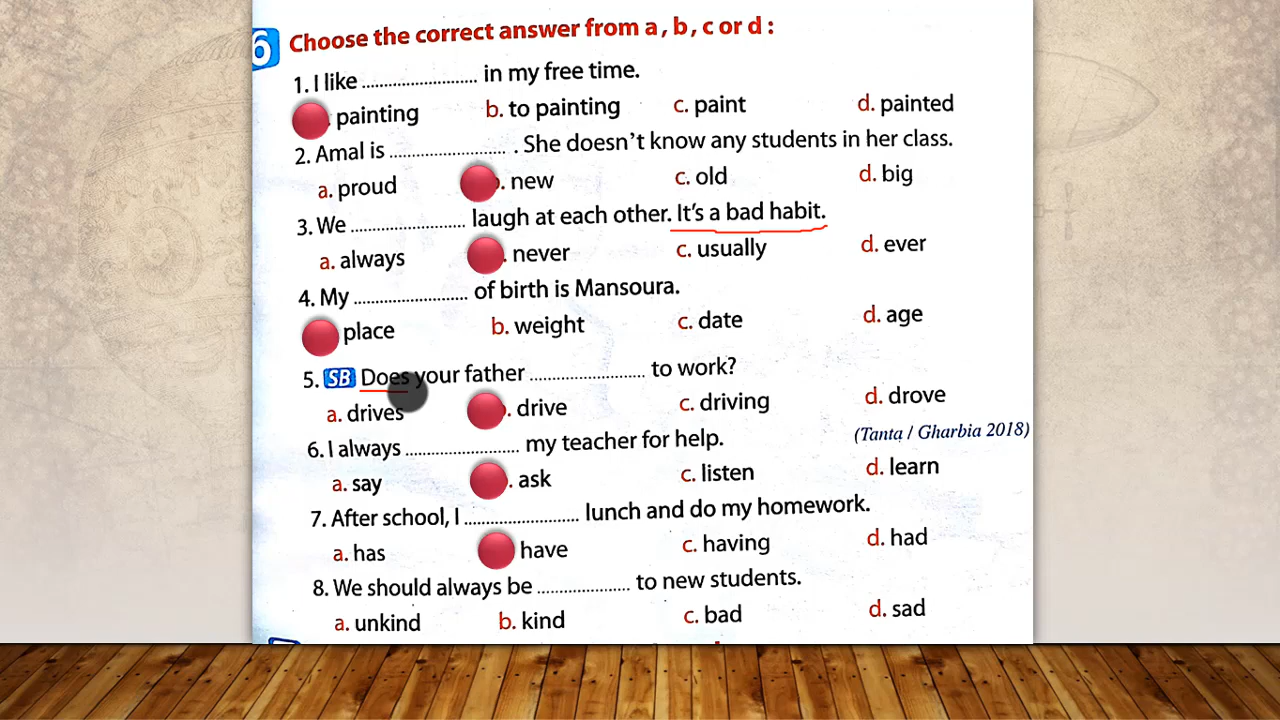 6 Choose the correct answer from a, b, c or d :
1. I like ........................... in my free time.
painting b. to painting c. paint d. painted
2. Amal is ........................... . She doesn't know any students in her class.
a. proud . new c. old d. big
3. We ........................... laugh at each other. It's a bad habit.
a. always . never c. usually d. ever
4. My ........................... of birth is Mansoura.
place b. weight c. date d. age
5. SB Does your father ........................... to work?
a. drives . drive c. driving d. drove
6. I always ........................... my teacher for help. (Tanta / Gharbia 2018)
a. say . ask c. listen d. learn
7. After school, I ........................... lunch and do my homework.
a. has have c. having d. had
8. We should always be ...................... to new students.
a. unkind b. kind c. bad d. sad